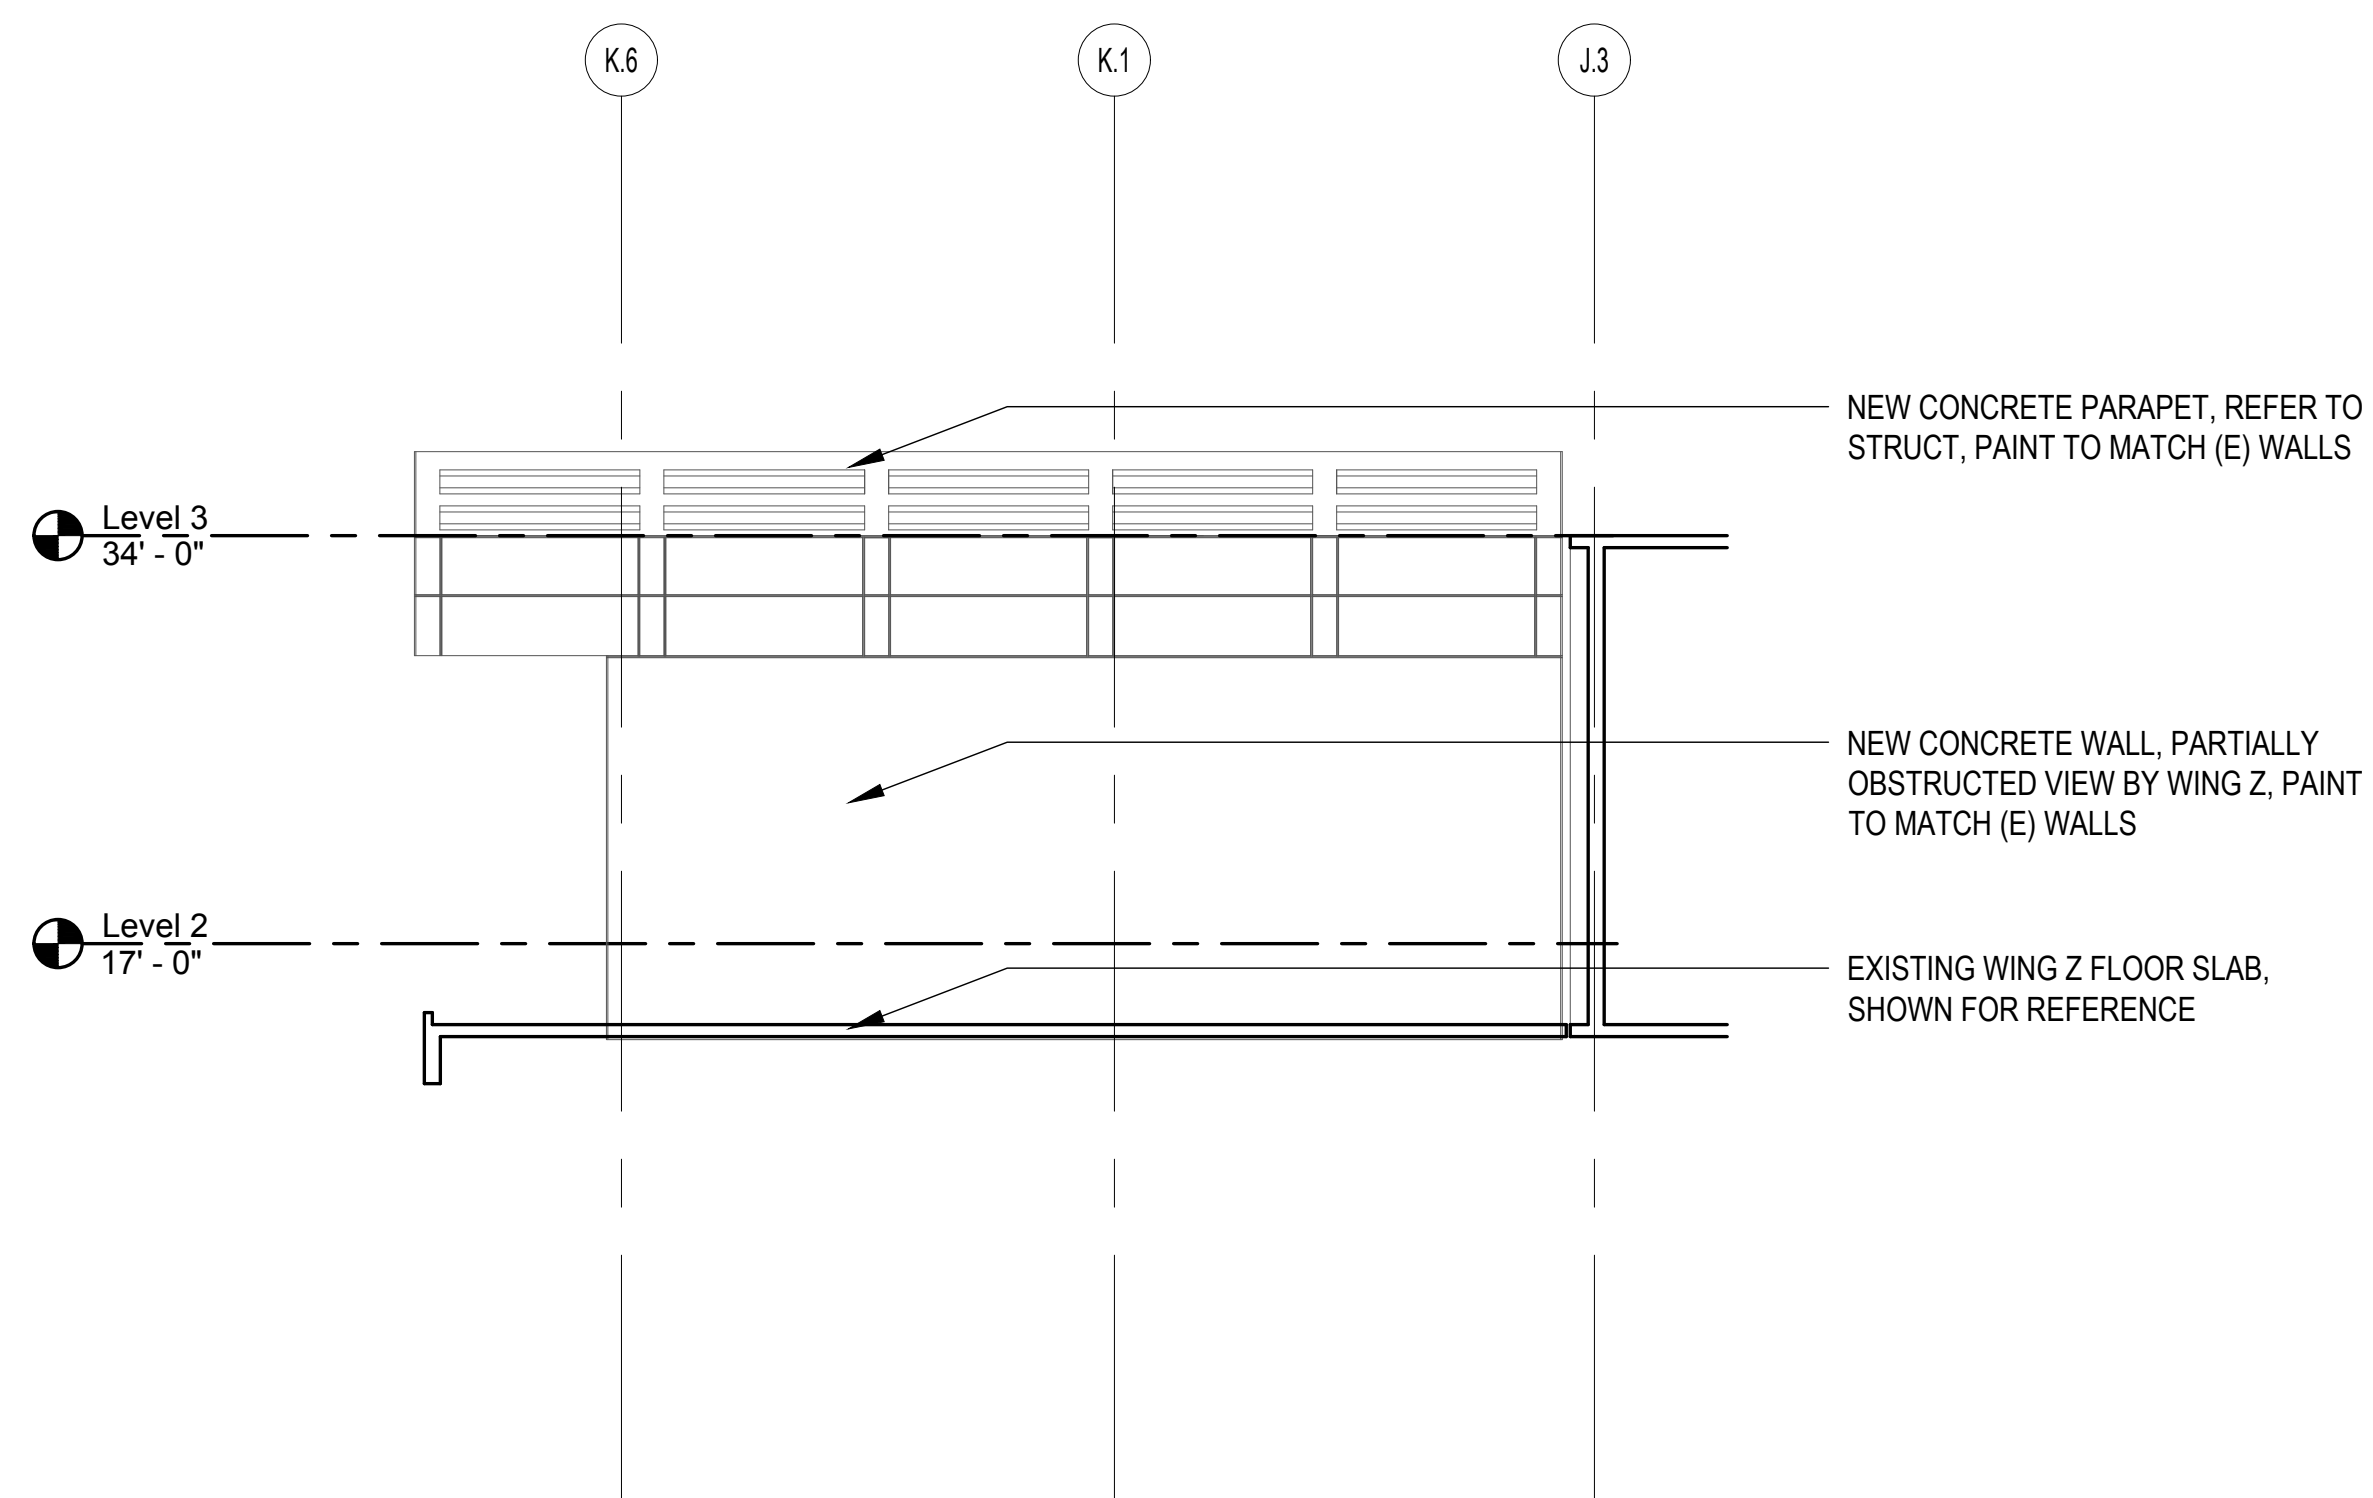 K.6
K.1
J.3
NEW CONCRETE PARAPET, REFER TO
STRUCT, PAINT TO MATCH (E) WALLS
Level 3
34' - 0"
NEW CONCRETE WALL, PARTIALLY
OBSTRUCTED VIEW BY WING Z, PAINT
TO MATCH (E) WALLS
Level 2
17' - 0"
EXISTING WING Z FLOOR SLAB,
SHOWN FOR REFERENCE